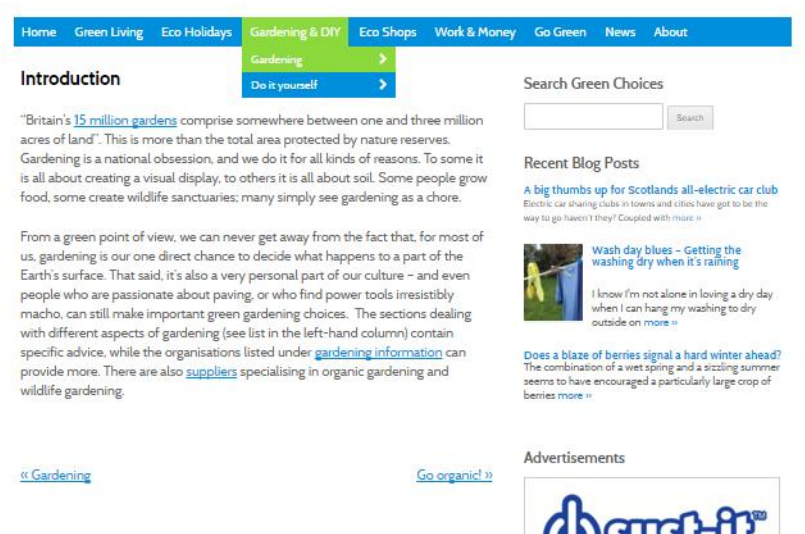 Home Green Living Eco Holidays Gardening & DIY Eco Shops Work & Money Go Green News About
Gardening
Do it yourself
Introduction
“Britain's 15 million gardens comprise somewhere between one and three million
acres of land”. This is more than the total area protected by nature reserves.
Gardening is a national obsession, and we do it for all kinds of reasons. To some it
is all about creating a visual display, to others it is all about soil. Some people grow
food, some create wildlife sanctuaries; many simply see gardening as a chore.
From a green point of view, we can never get away from the fact that, for most of
us, gardening is our one direct chance to decide what happens to a part of the
Earth's surface. That said, it's also a very personal part of our culture – and even
people who are passionate about paving, or who find power tools irresistibly
macho, can still make important green gardening choices. The sections dealing
with different aspects of gardening (see list in the left-hand column) contain
specific advice, while the organisations listed under gardening information can
provide more. There are also suppliers specialising in organic gardening and
wildlife gardening.
« Gardening
Go organic! »
Search Green Choices
Search
Recent Blog Posts
A big thumbs up for Scotlands all-electric car club
Electric car sharing clubs in towns and cities have got to be the
way to go haven't they? Coupled with more »
Wash day blues – Getting the
washing dry when it's raining
I know I'm not alone in loving a dry day
when I can hang my washing to dry
outside on more »
Does a blaze of berries signal a hard winter ahead?
The combination of a wet spring and a sizzling summer
seems to have encouraged a particularly large crop of
berries more »
Advertisements